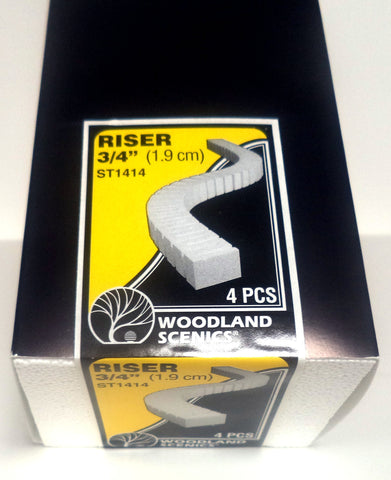 RISER
3/4” (1.9 cm)
ST1414
4 PCS
WOODLAND
SCENICS®
RISER
3/4” (1.9 cm)
ST1414
4 PCS
WOODLAND
SCENICS®